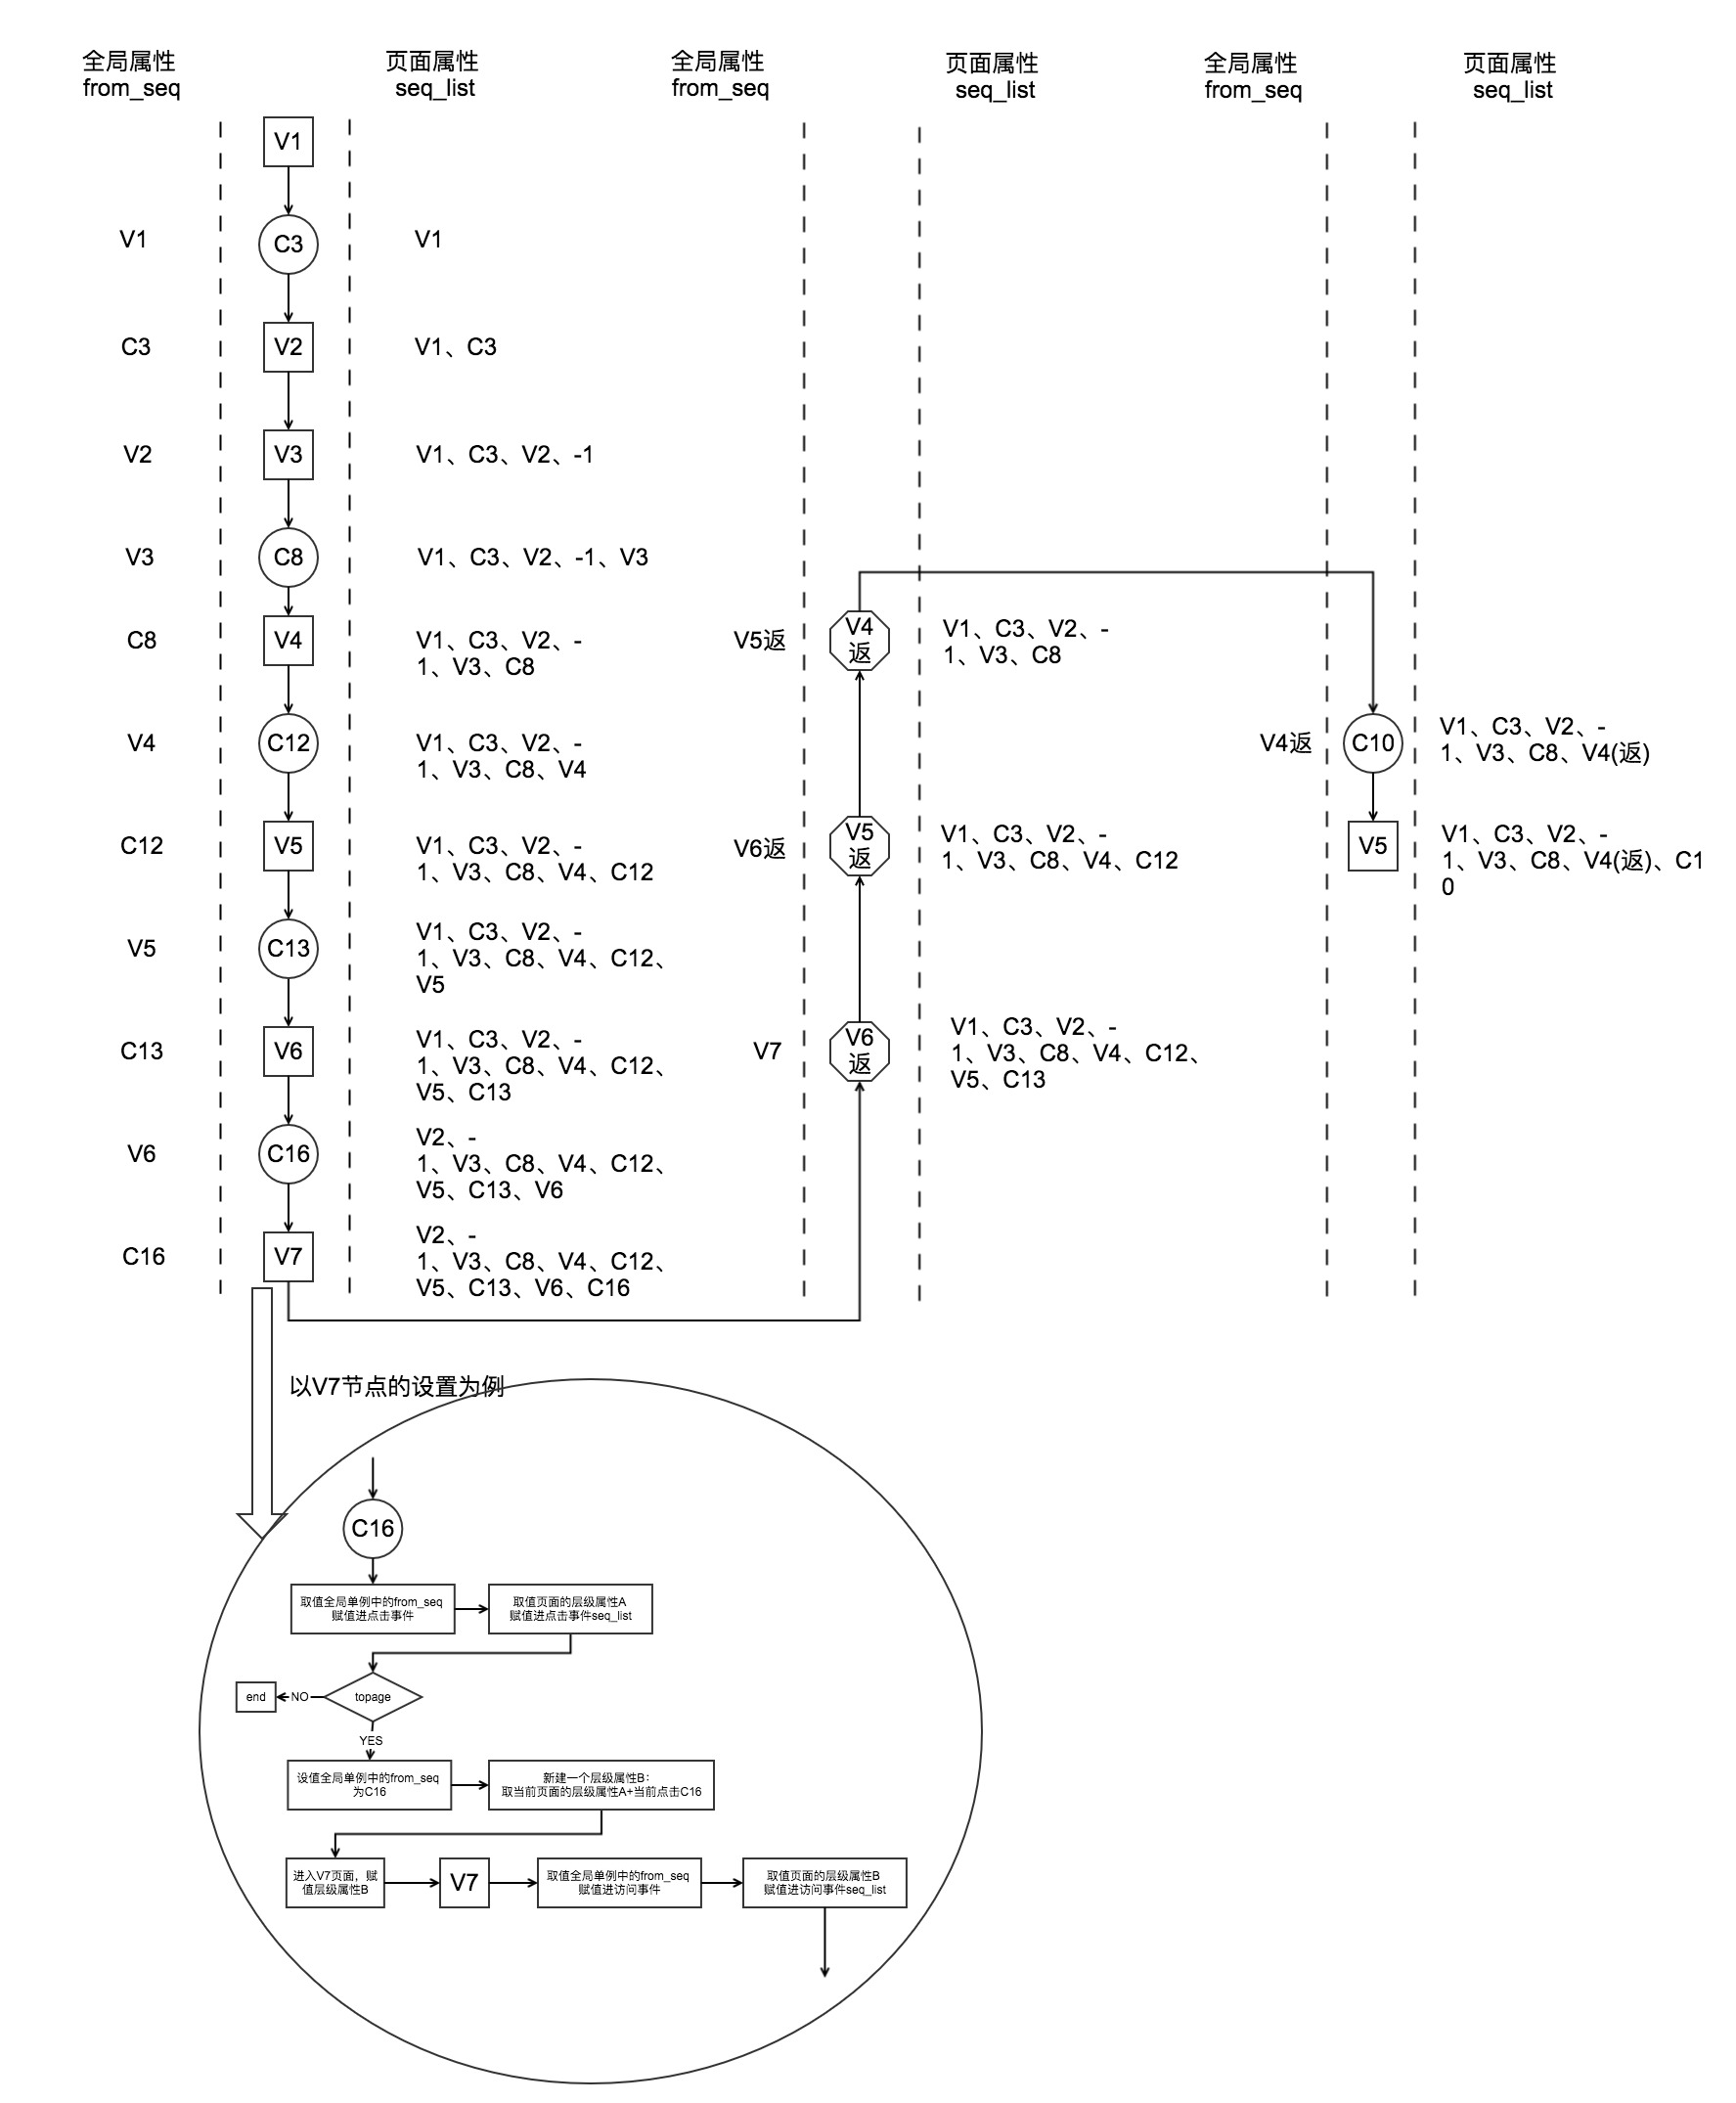 全局属性
from_seq
页面属性
seq_list
全局属性
from_seq
页面属性
seq_list
全局属性
from_seq
页面属性
seq_list
V1
V1
C3
V1
C3
V2
V1、C3
V2
V3
V1、C3、V2、-1
V3
C8
V1、C3、V2、-1、V3
C8
V4
V1、C3、V2、-
1、V3、C8
V4
C12
V1、C3、V2、-
1、V3、C8、V4
C12
V5
V1、C3、V2、-
1、V3、C8、V4、C12
V5
C13
V1、C3、V2、-
1、V3、C8、V4、C12、
V5
C13
V6
V1、C3、V2、-
1、V3、C8、V4、C12、
V5、C13
V6
C16
V2、-
1、V3、C8、V4、C12、
V5、C13、V6
C16
V7
V2、-
1、V3、C8、V4、C12、
V5、C13、V6、C16
V5返
V4
返
V1、C3、V2、-
1、V3、C8
V6返
V5
返
V1、C3、V2、-
1、V3、C8、V4、C12
V7
V6
返
V1、C3、V2、-
1、V3、C8、V4、C12、
V5、C13
V4返
C10
V1、C3、V2、-
1、V3、C8、V4(返)
V5
V1、C3、V2、-
1、V3、C8、V4(返)、C1
0
以V7节点的设置为例
C16
取值全局单例中的from_seq
赋值进点击事件
取值页面的层级属性A
赋值进点击事件seq_list
topage
NO
end
YES
设值全局单例中的from_seq
为C16
新建一个层级属性B：
取当前页面的层级属性A+当前点击C16
进入V7页面，赋
值层级属性B
V7
取值全局单例中的from_seq
赋值进访问事件
取值页面的层级属性B
赋值进访问事件seq_list